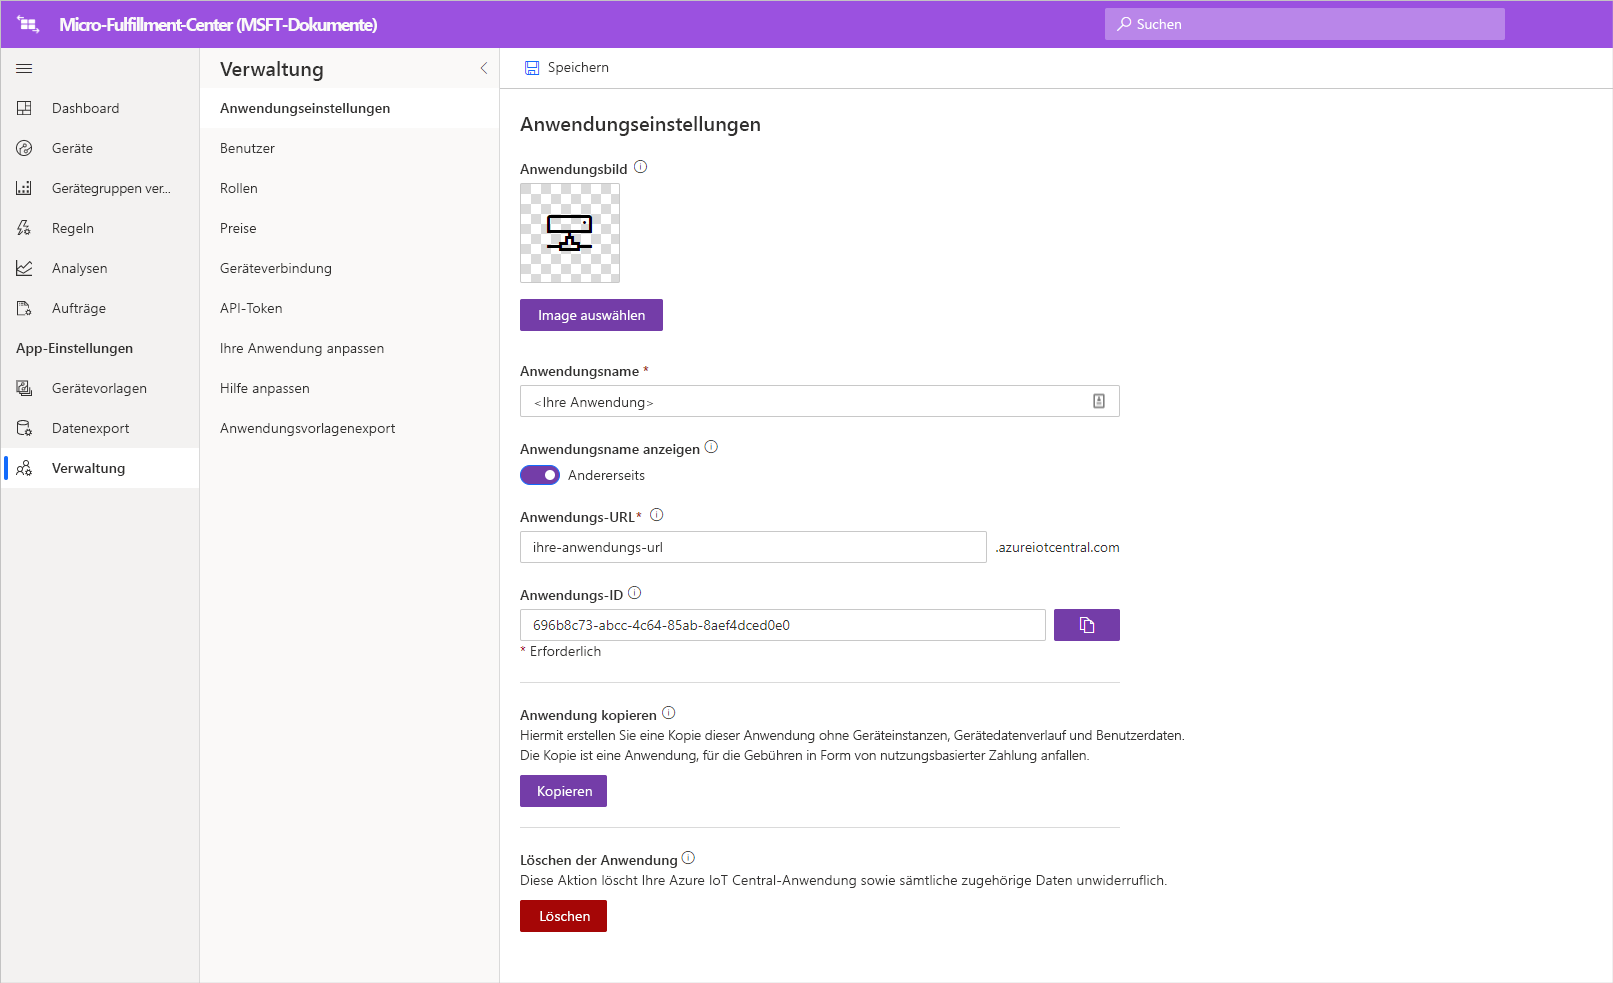 Micro-Fulfillment-Center (MSFT-Dokumente)
Suchen
Dashboard
Geräte
Gerätegruppen ver...
Regeln
Analysen
Aufträge
App-Einstellungen
Gerätevorlagen
Datenexport
Verwaltung
Verwaltung
Anwendungseinstellungen
Benutzer
Rollen
Preise
Geräteverbindung
API-Token
Ihre Anwendung anpassen
Hilfe anpassen
Anwendungsvorlagenexport
Speichern
Anwendungseinstellungen
Anwendungsbild
Image auswählen
Anwendungsname *
<Ihre Anwendung>
Anwendungsname anzeigen
Andererseits
Anwendungs-URL*
ihre-anwendungs-url
.azureiotcentral.com
Anwendungs-ID
696b8c73-abcc-4c64-85ab-8aef4dced0e0
* Erforderlich
Anwendung kopieren
Hiermit erstellen Sie eine Kopie dieser Anwendung ohne Geräteinstanzen, Gerätedatenverlauf und Benutzerdaten.
Die Kopie ist eine Anwendung, für die Gebühren in Form von nutzungsbasierter Zahlung anfallen.
Kopieren
Löschen der Anwendung
Diese Aktion löscht Ihre Azure IoT Central-Anwendung sowie sämtliche zugehörige Daten unwiderruflich.
Löschen